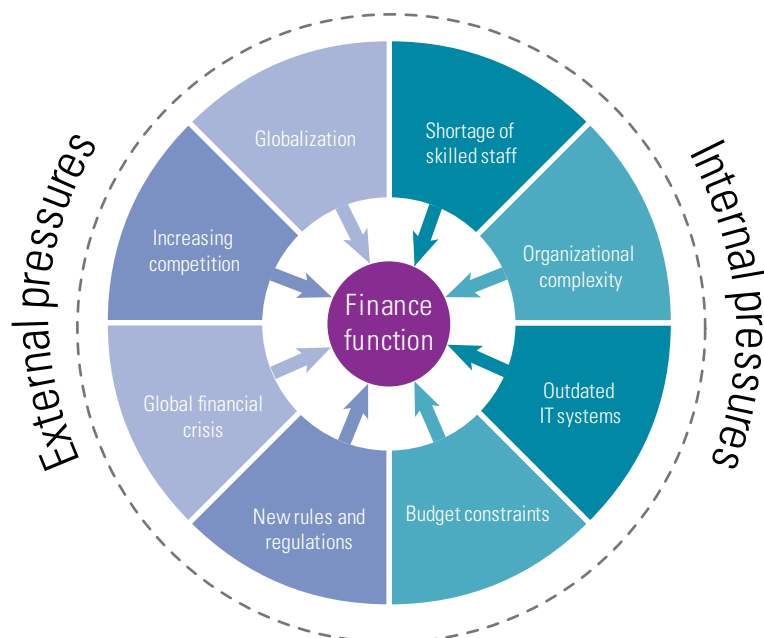 External pressures
Internal pressures
Globalization
Shortage of
skilled staff
Increasing
competition
Organizational
complexity
Finance
function
Global financial
crisis
Outdated
IT systems
New rules and
regulations
Budget constraints